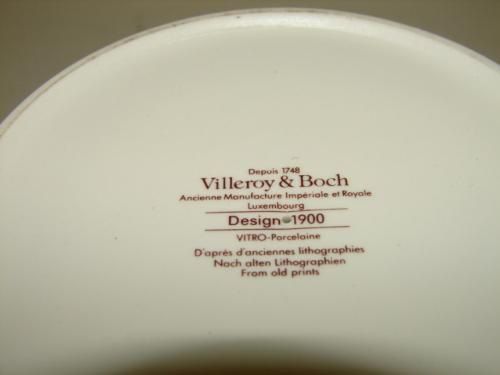 Depuis 1748
Villeroy & Boch
Ancienne Manufacture Impériale et Royale
Luxembourg
Design 1900
VITRO-Porcelaine
D'après d'anciennes lithographies
Nach alten Lithographien
From old prints